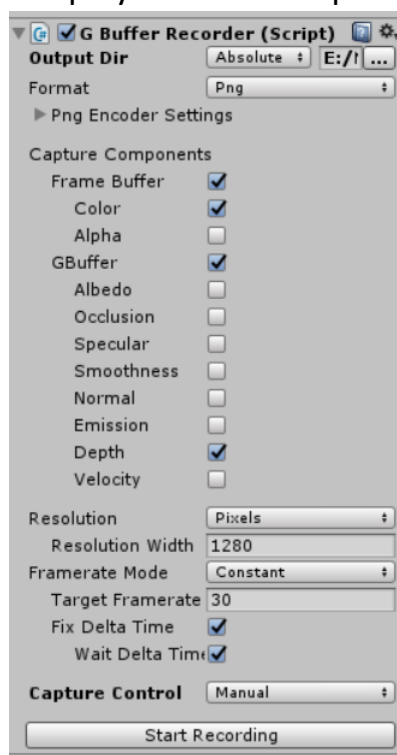 G Buffer Recorder (Script)
Output Dir Absolute E:/ ...
Format Png
Png Encoder Settings
Capture Components
Frame Buffer
Color
Alpha
GBuffer
Albedo
Occlusion
Specular
Smoothness
Normal
Emission
Depth
Velocity
Resolution Pixels
Resolution Width 1280
Framerate Mode Constant
Target Framerate 30
Fix Delta Time
Wait Delta Tim
Capture Control Manual
Start Recording